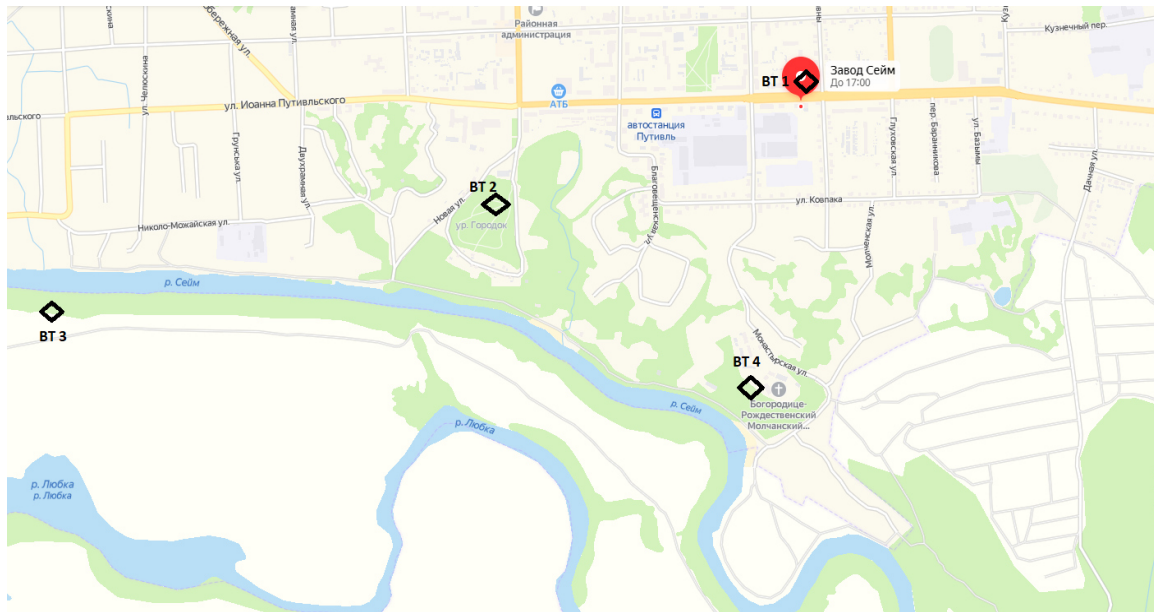 Районная
администрация
Кузнечный пер.
ул. Челюскина
ВТ 1
Завод Сейм
До 17:00
АТБ
ул. Иоанна Путивльского
автостанция
Путивль
Грунська ул.
Двухрамная ул.
Глуховская ул.
пер. Баранникова
ул. Базымы
Дачная ул.
Благовещенская ул.
ВТ 2
Новая ул.
ур. Городок
ул. Ковпака
Николо-Можайская ул.
Молченская ул.
р. Сейм
ВТ 3
Монастырская ул.
ВТ 4
Богородице-
Рождественский
Молчанский...
р. Сейм
р. Любка
р. Любка
р. Любка